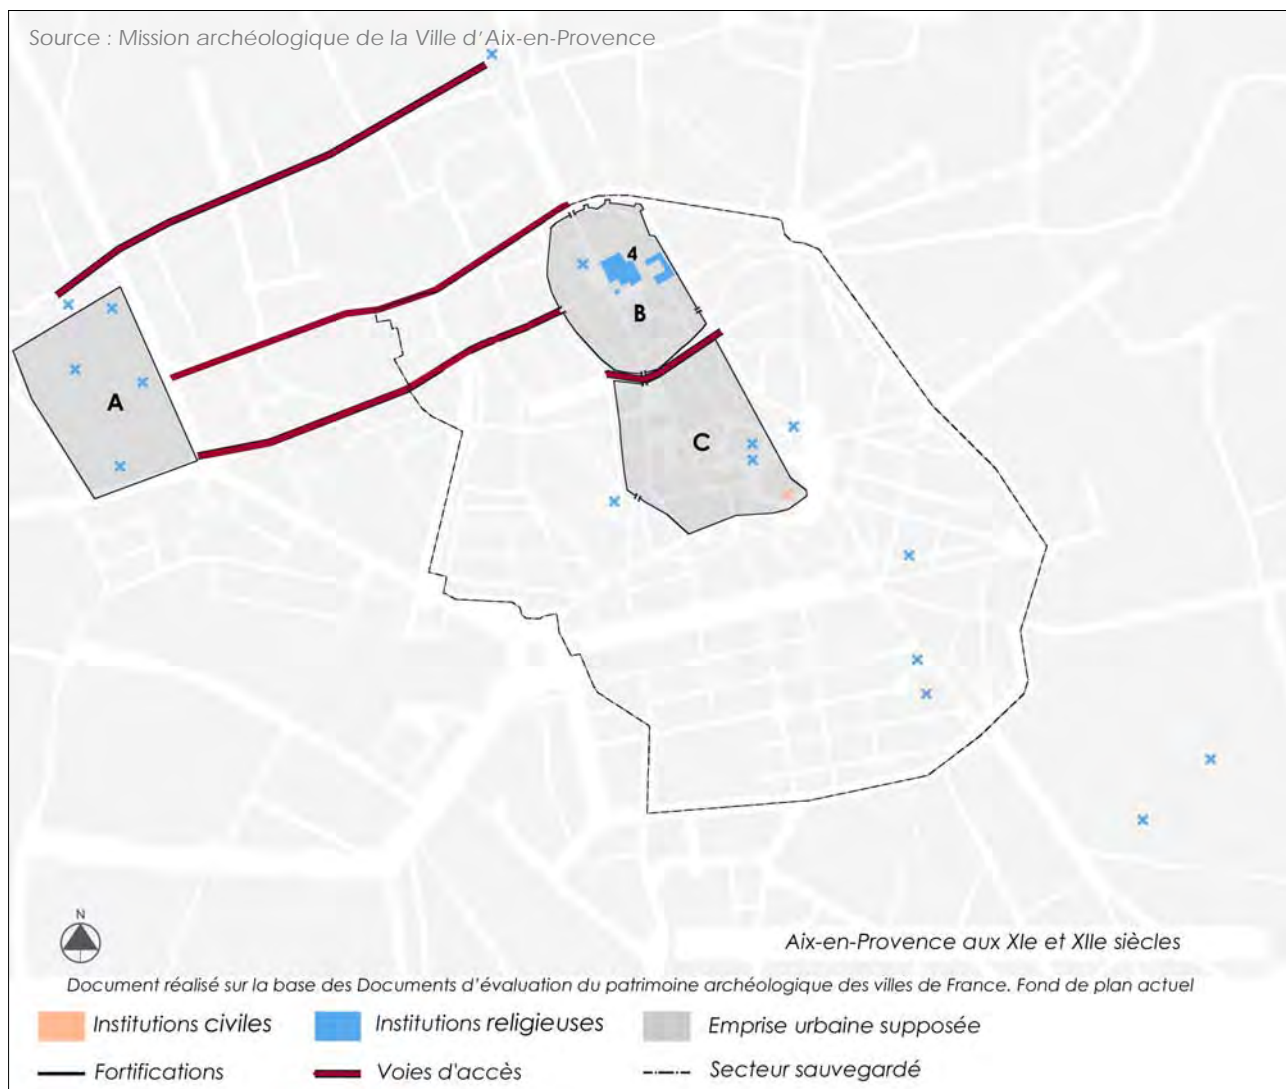 Source : Mission archéologique de la Ville d'Aix-en-Provence
4
B
A
C
N
Aix-en-Provence aux XIe et XIIe siècles
Document réalisé sur la base des Documents d'évaluation du patrimoine archéologique des villes de France. Fond de plan actuel
Institutions civiles Institutions religieuses Emprise urbaine supposée
Fortifications Voies d'accès Secteur sauvegardé